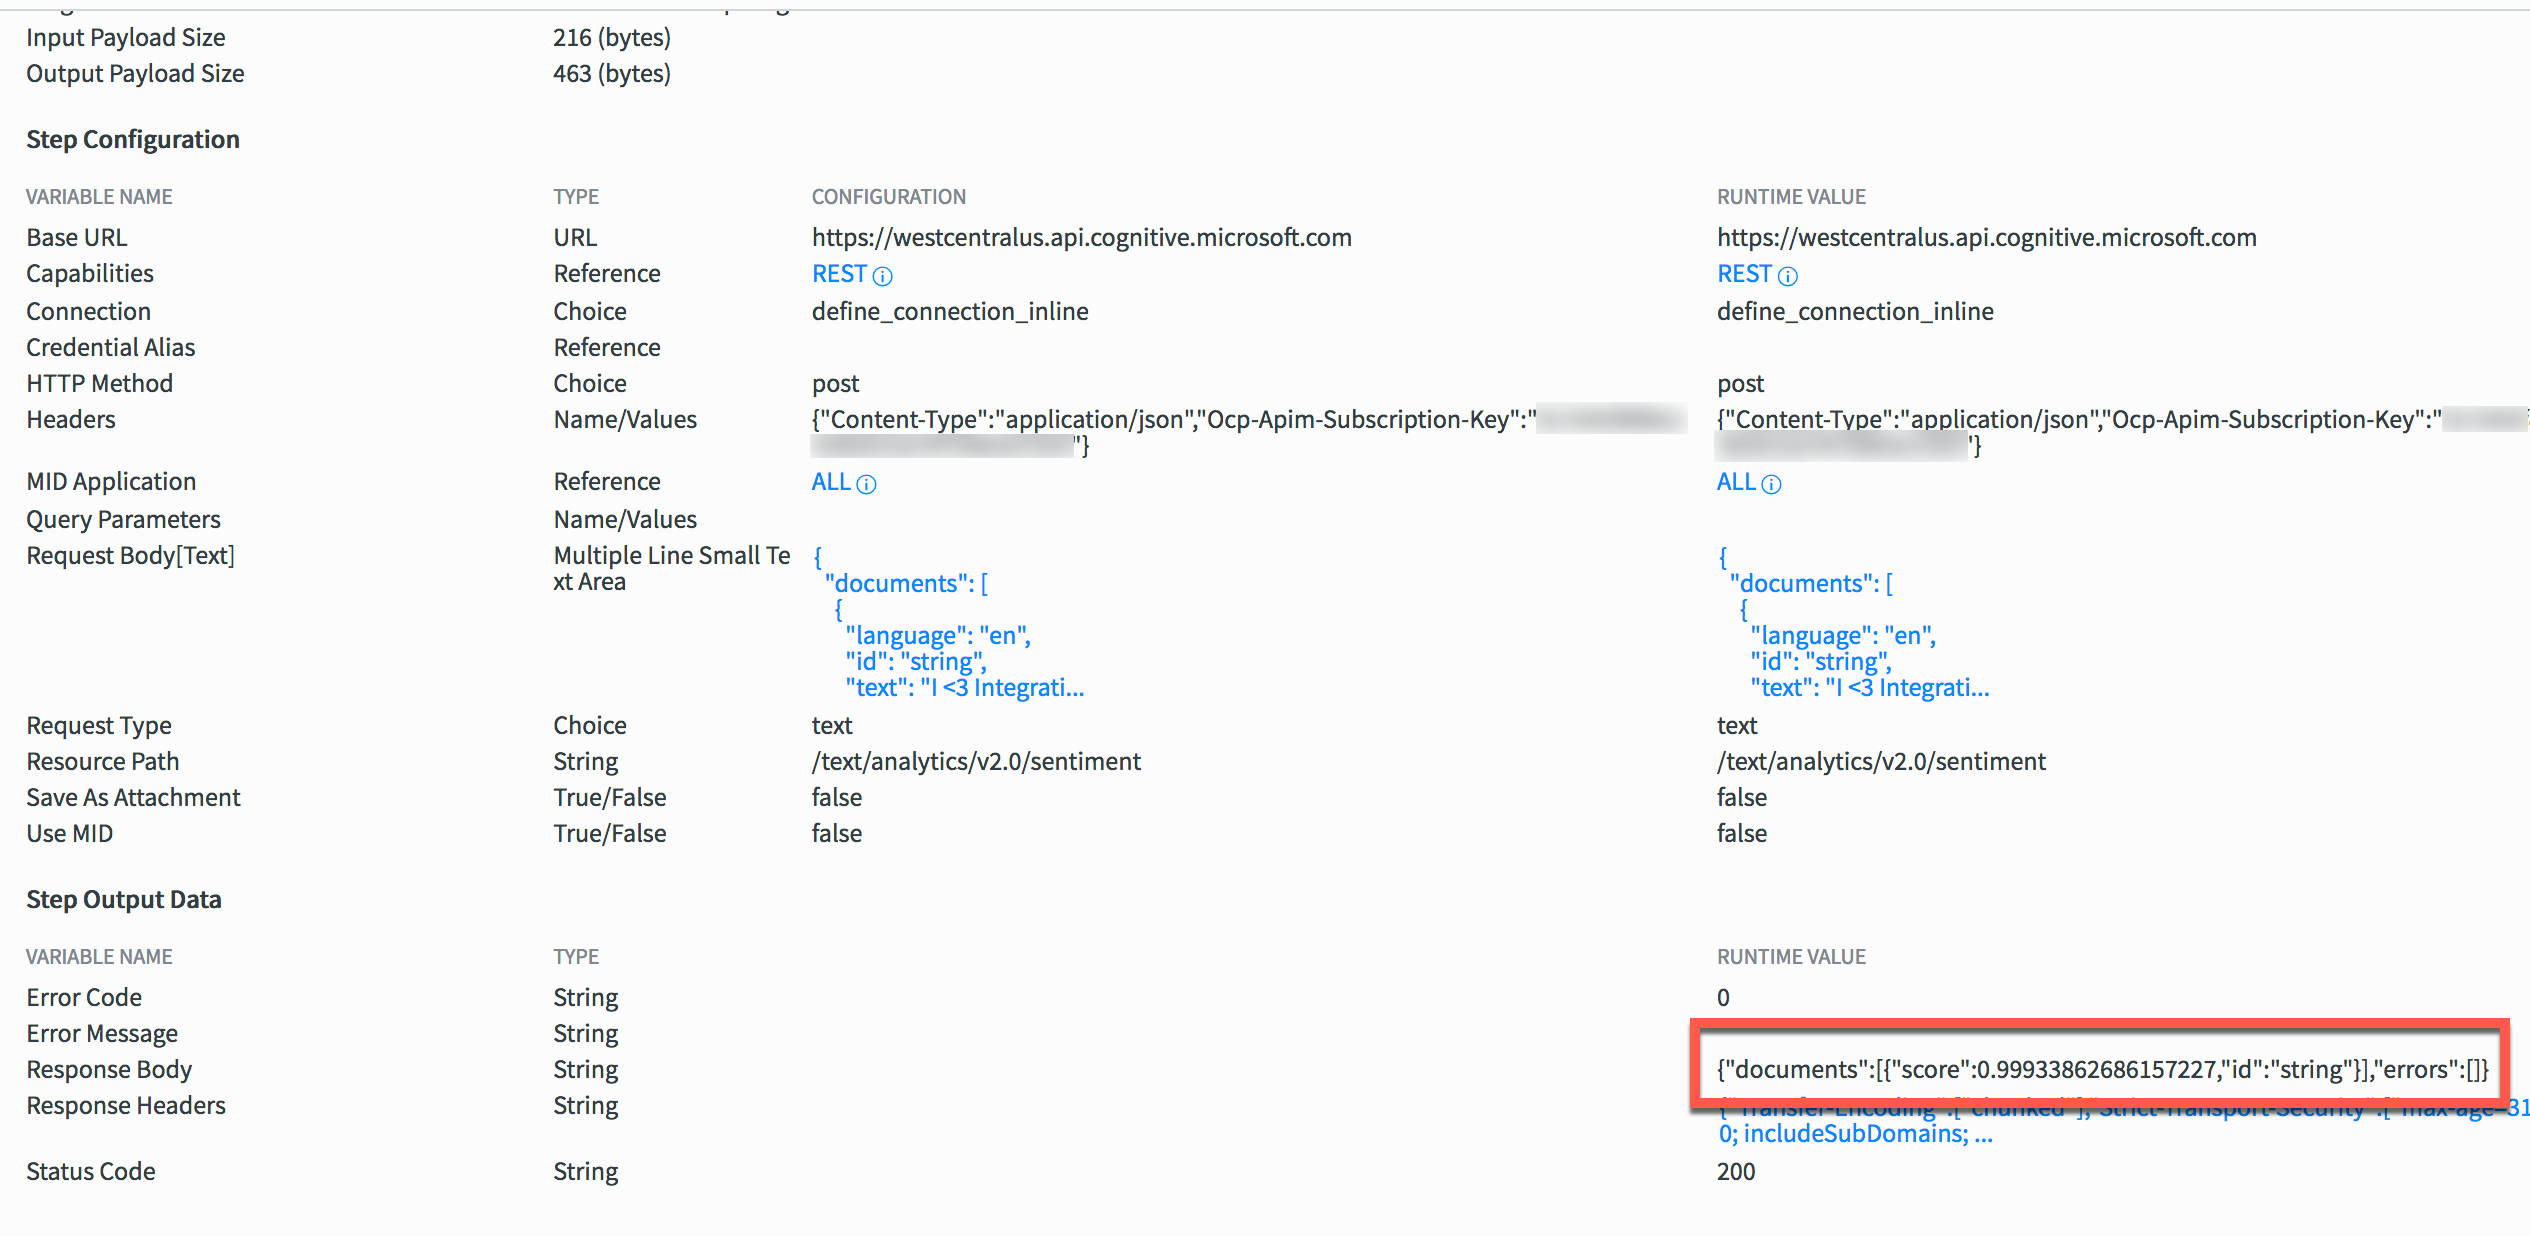 Input Payload Size 216 (bytes)
Output Payload Size 463 (bytes)
Step Configuration
VARIABLE NAME TYPE CONFIGURATION RUNTIME VALUE
Base URL URL https://westcentralus.api.cognitive.microsoft.com https://westcentralus.api.cognitive.microsoft.com
Capabilities Reference REST REST
Connection Choice define_connection_inline define_connection_inline
Credential Alias Reference
HTTP Method Choice post post
Headers Name/Values {"Content-Type":"application/json","Ocp-Apim-Subscription-Key":" {"Content-Type":"application/json","Ocp-Apim-Subscription-Key":"
"} "}
MID Application Reference ALL ALL
Query Parameters Name/Values
Request Body[Text] Multiple Line Small Te { {
xt Area "documents": [ "documents": [
{ {
"language": "en", "language": "en",
"id": "string", "id": "string",
"text": "I <3 Integrati... "text": "I <3 Integrati...
Request Type Choice text text
Resource Path String /text/analytics/v2.0/sentiment /text/analytics/v2.0/sentiment
Save As Attachment True/False false false
Use MID True/False false false
Step Output Data
VARIABLE NAME TYPE RUNTIME VALUE
Error Code String 0
Error Message String
Response Body String {"documents":[{"score":0.99933862686157227,"id":"string"}],"errors":[]}
Response Headers String {"Transfer-Encoding":["chunked"],"Strict-Transport-Security":["max-age=31
0; includeSubDomains; ...
Status Code String 200